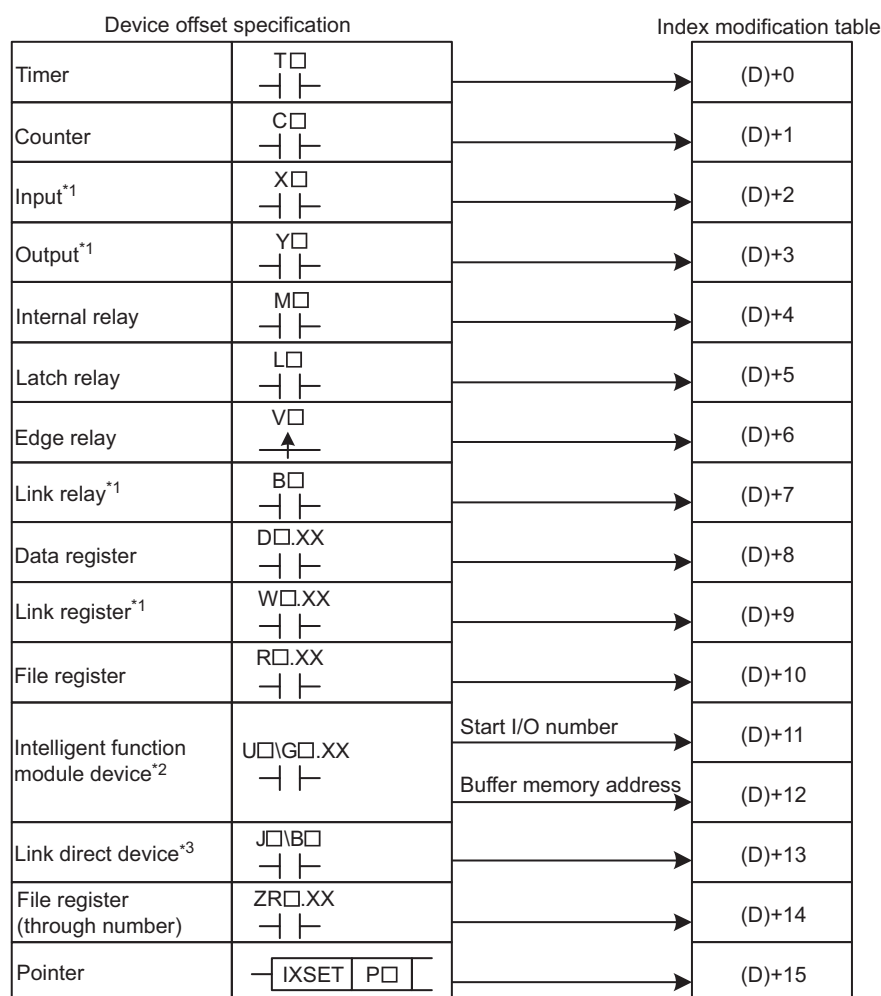 Device offset specification
Index modification table
Timer
T□
(D)+0
Counter
C□
(D)+1
Input*1
X□
(D)+2
Output*1
Y□
(D)+3
Internal relay
M□
(D)+4
Latch relay
L□
(D)+5
Edge relay
V□
(D)+6
Link relay*1
B□
(D)+7
Data register
D□.XX
(D)+8
Link register*1
W□.XX
(D)+9
File register
R□.XX
(D)+10
Intelligent function
module device*2
U□\G□.XX
Start I/O number
(D)+11
Buffer memory address
(D)+12
Link direct device*3
J□\B□
(D)+13
File register
(through number)
ZR□.XX
(D)+14
Pointer
IXSET P□
(D)+15